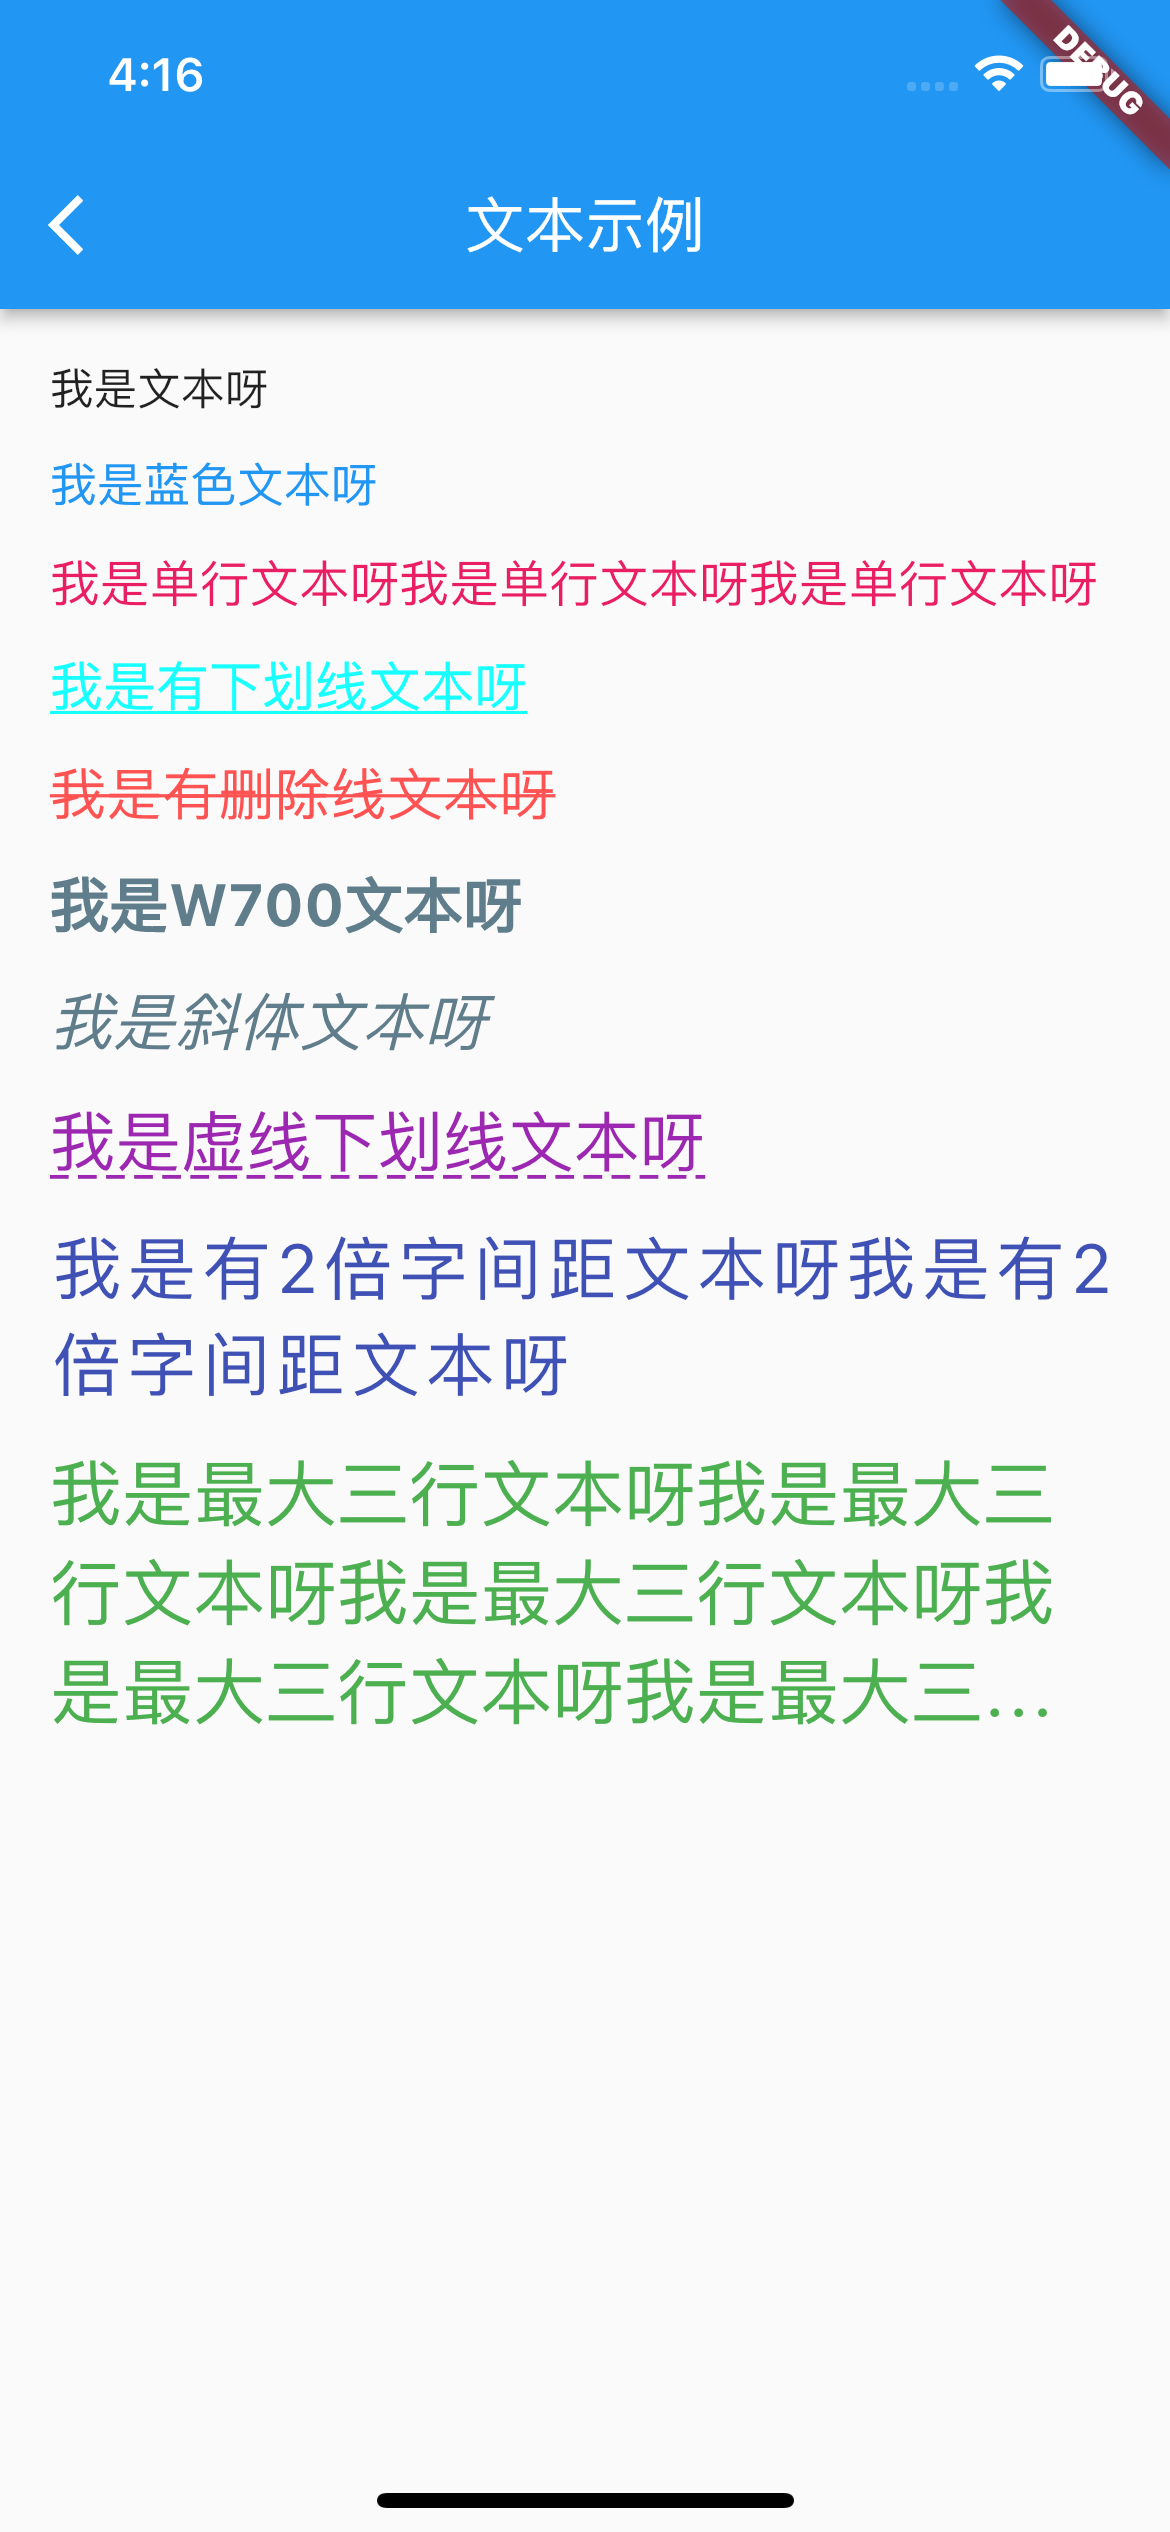 4:16
DEBUG
文本示例
我是文本呀
我是蓝色文本呀
我是单行文本呀我是单行文本呀我是单行文本呀
我是有下划线文本呀
我是有删除线文本呀
我是W700文本呀
我是斜体文本呀
我是虚线下划线文本呀
我是有2倍字间距文本呀我是有2
倍字间距文本呀
我是最大三行文本呀我是最大三
行文本呀我是最大三行文本呀我
是最大三行文本呀我是最大三...